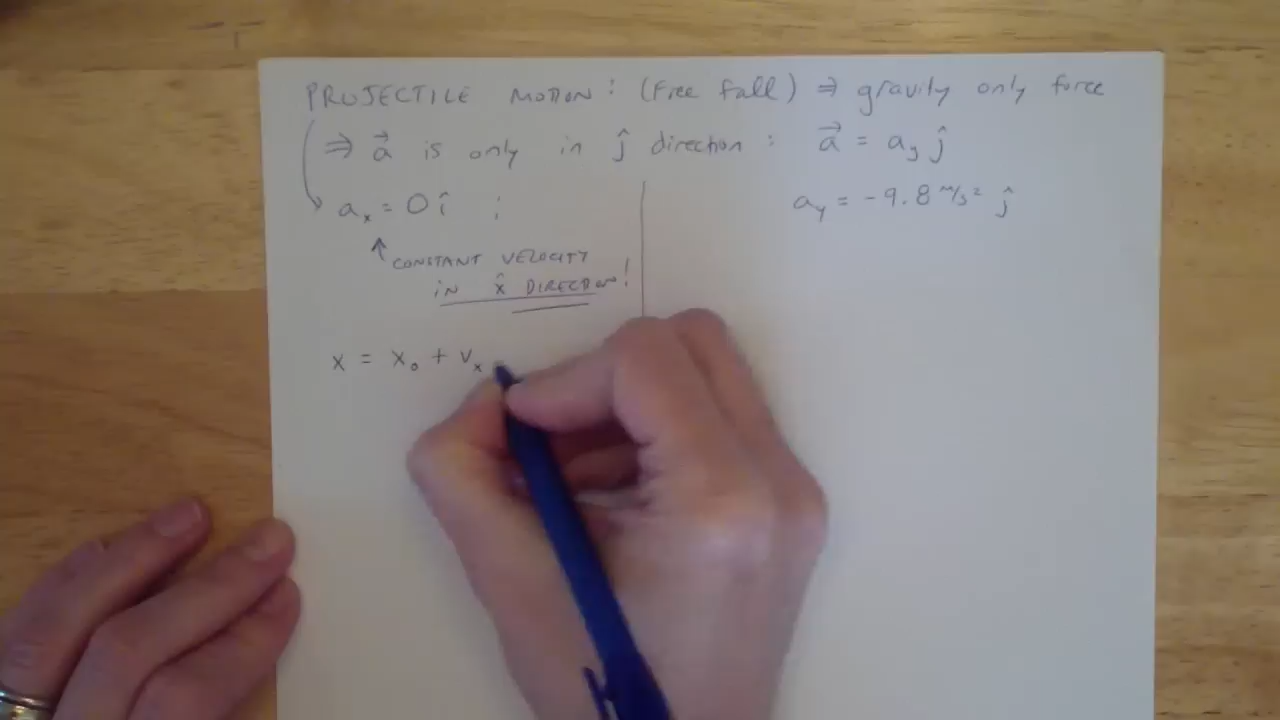 PROJECTILE MOTION: (Free fall) ⇒ gravity only force
⇒ a⃗ is only in ĵ direction : a⃗ = a_y ĵ
a_x = 0 î ;
a_y = -9.8 m/s² ĵ
↑ CONSTANT VELOCITY
IN x̂ DIRECTION!
x = x₀ + v_x